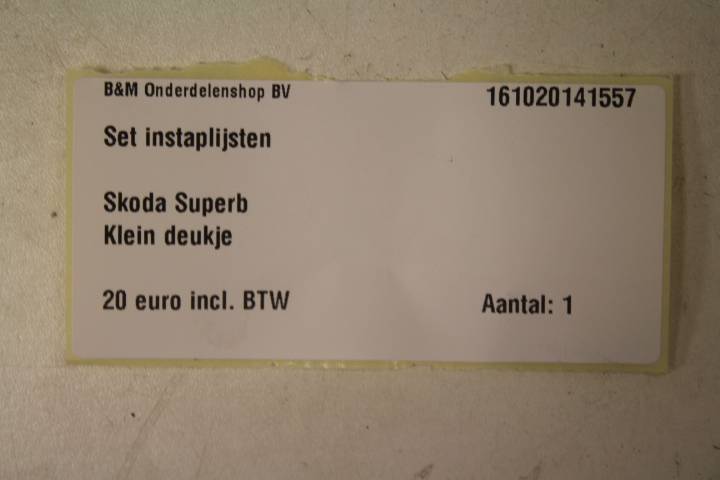 B&M Onderdelenshop BV
161020141557
Set instaplijsten
Skoda Superb
Klein deukje
20 euro incl. BTW
Aantal: 1